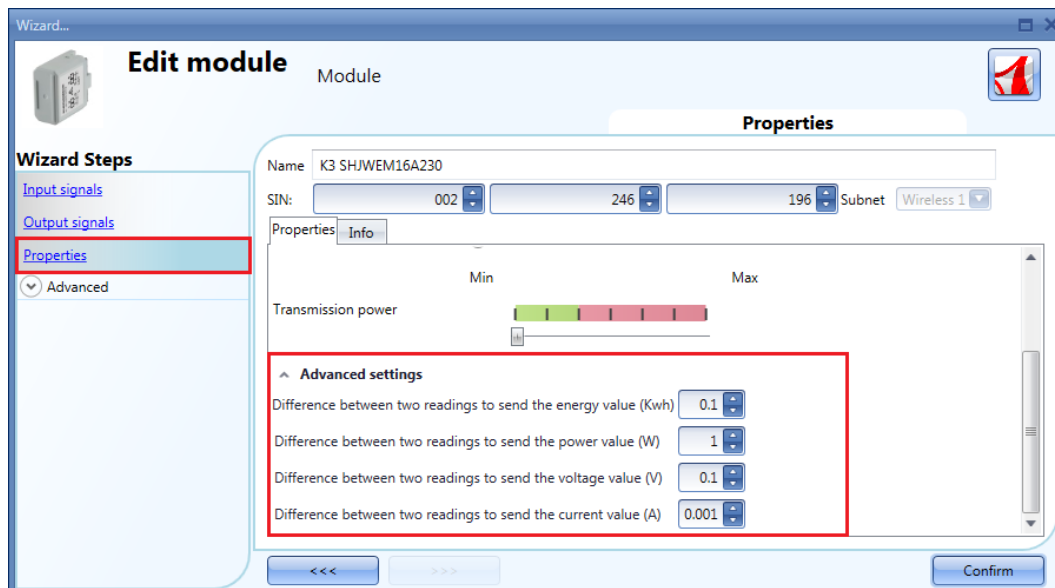 Wizard...
Edit module
Module
Properties
Wizard Steps
Input signals
Output signals
Properties
Advanced
Name K3 SHJWEM16A230
SIN: 002 246 196 Subnet Wireless 1
Properties Info
Min Max
Transmission power
Advanced settings
Difference between two readings to send the energy value (Kwh) 0.1
Difference between two readings to send the power value (W) 1
Difference between two readings to send the voltage value (V) 0.1
Difference between two readings to send the current value (A) 0.001
<<< >>> Confirm